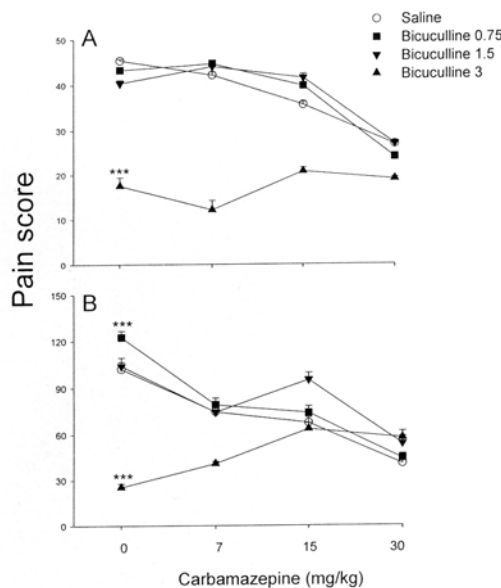 Saline
Bicuculline 0.75
Bicuculline 1.5
Bicuculline 3
A
50
40
30
20
10
0
***
Pain score
B
150
120
90
60
30
0
***
***
0 7 15 30
Carbamazepine (mg/kg)